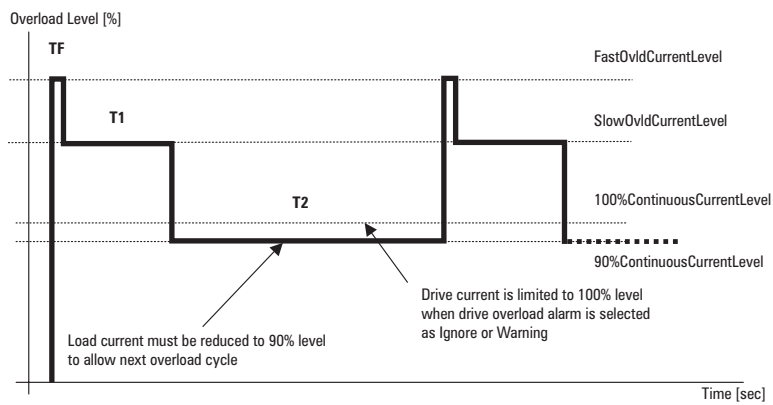 Overload Level [%]
TF
FastOvldCurrentLevel
T1
SlowOvldCurrentLevel
T2
100%ContinuousCurrentLevel
90%ContinuousCurrentLevel
Drive current is limited to 100% level
when drive overload alarm is selected
as Ignore or Warning
Load current must be reduced to 90% level
to allow next overload cycle
Time [sec]